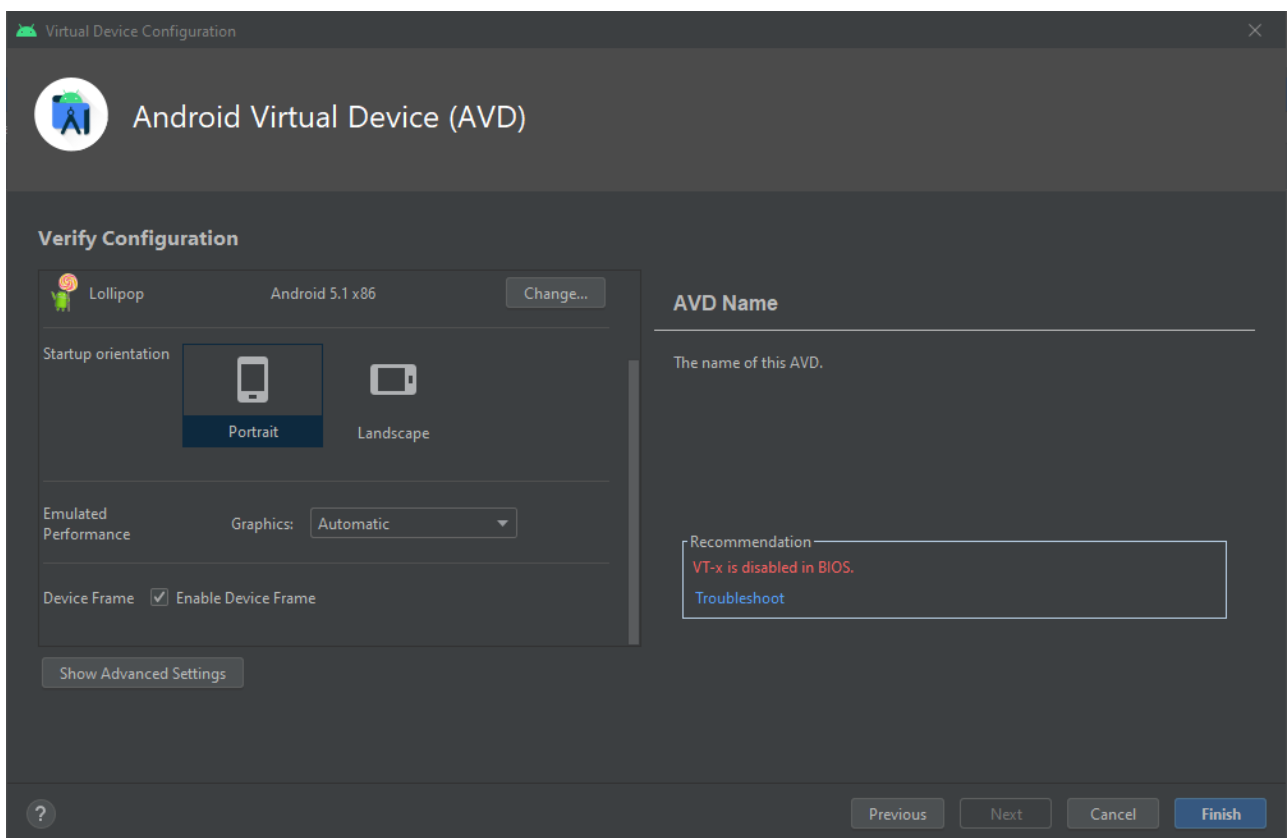 Virtual Device Configuration
Android Virtual Device (AVD)
Verify Configuration
Lollipop Android 5.1 x86 Change...
Startup orientation
Portrait Landscape
Emulated
Performance
Graphics: Automatic
Device Frame Enable Device Frame
Show Advanced Settings
AVD Name
The name of this AVD.
Recommendation
VT-x is disabled in BIOS.
Troubleshoot
? Previous Next Cancel Finish